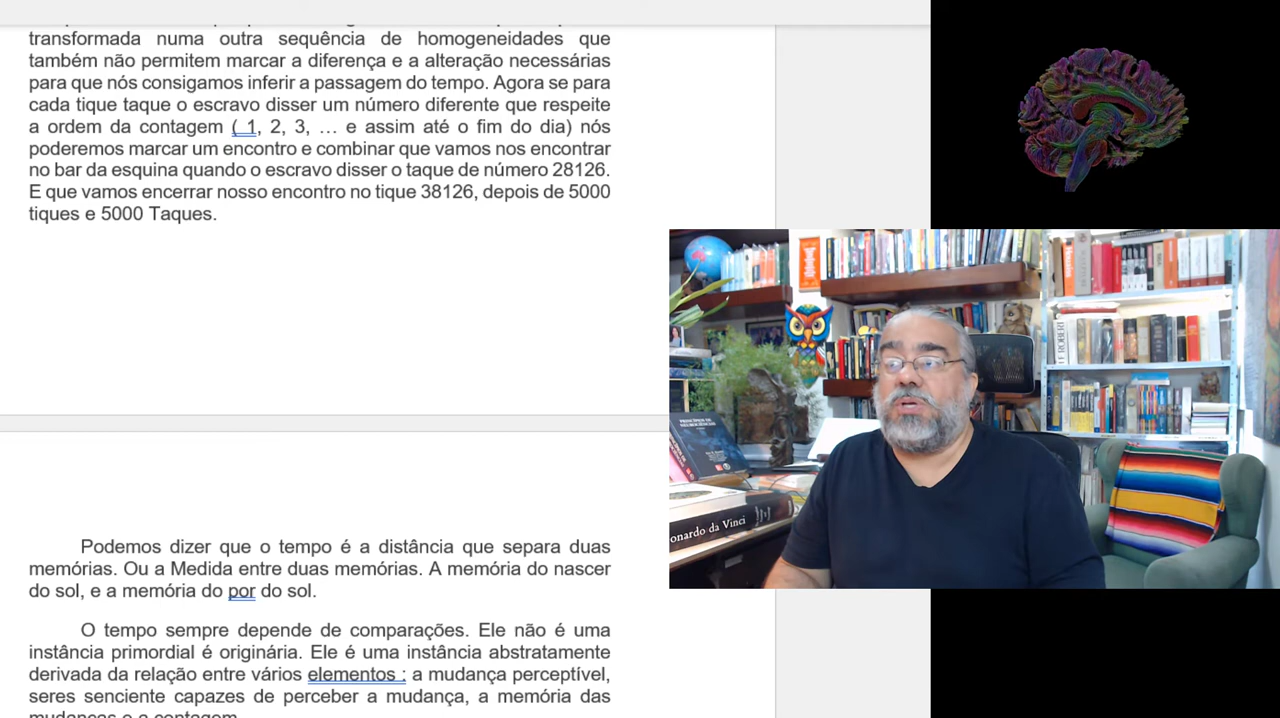 transformada numa outra sequência de homogeneidades que
também não permitem marcar a diferença e a alteração necessárias
para que nós consigamos inferir a passagem do tempo. Agora se para
cada tique taque o escravo disser um número diferente que respeite
a ordem da contagem ( 1, 2, 3, … e assim até o fim do dia) nós
poderemos marcar um encontro e combinar que vamos nos encontrar
no bar da esquina quando o escravo disser o taque de número 28126.
E que vamos encerrar nosso encontro no tique 38126, depois de 5000
tiques e 5000 Taques.
Podemos dizer que o tempo é a distância que separa duas
memórias. Ou a Medida entre duas memórias. A memória do nascer
do sol, e a memória do por do sol.
O tempo sempre depende de comparações. Ele não é uma
instância primordial é originária. Ele é uma instância abstratamente
derivada da relação entre vários elementos : a mudança perceptível,
seres senciente capazes de perceber a mudança, a memória das
mudanças e a contagem
onardo da Vinci